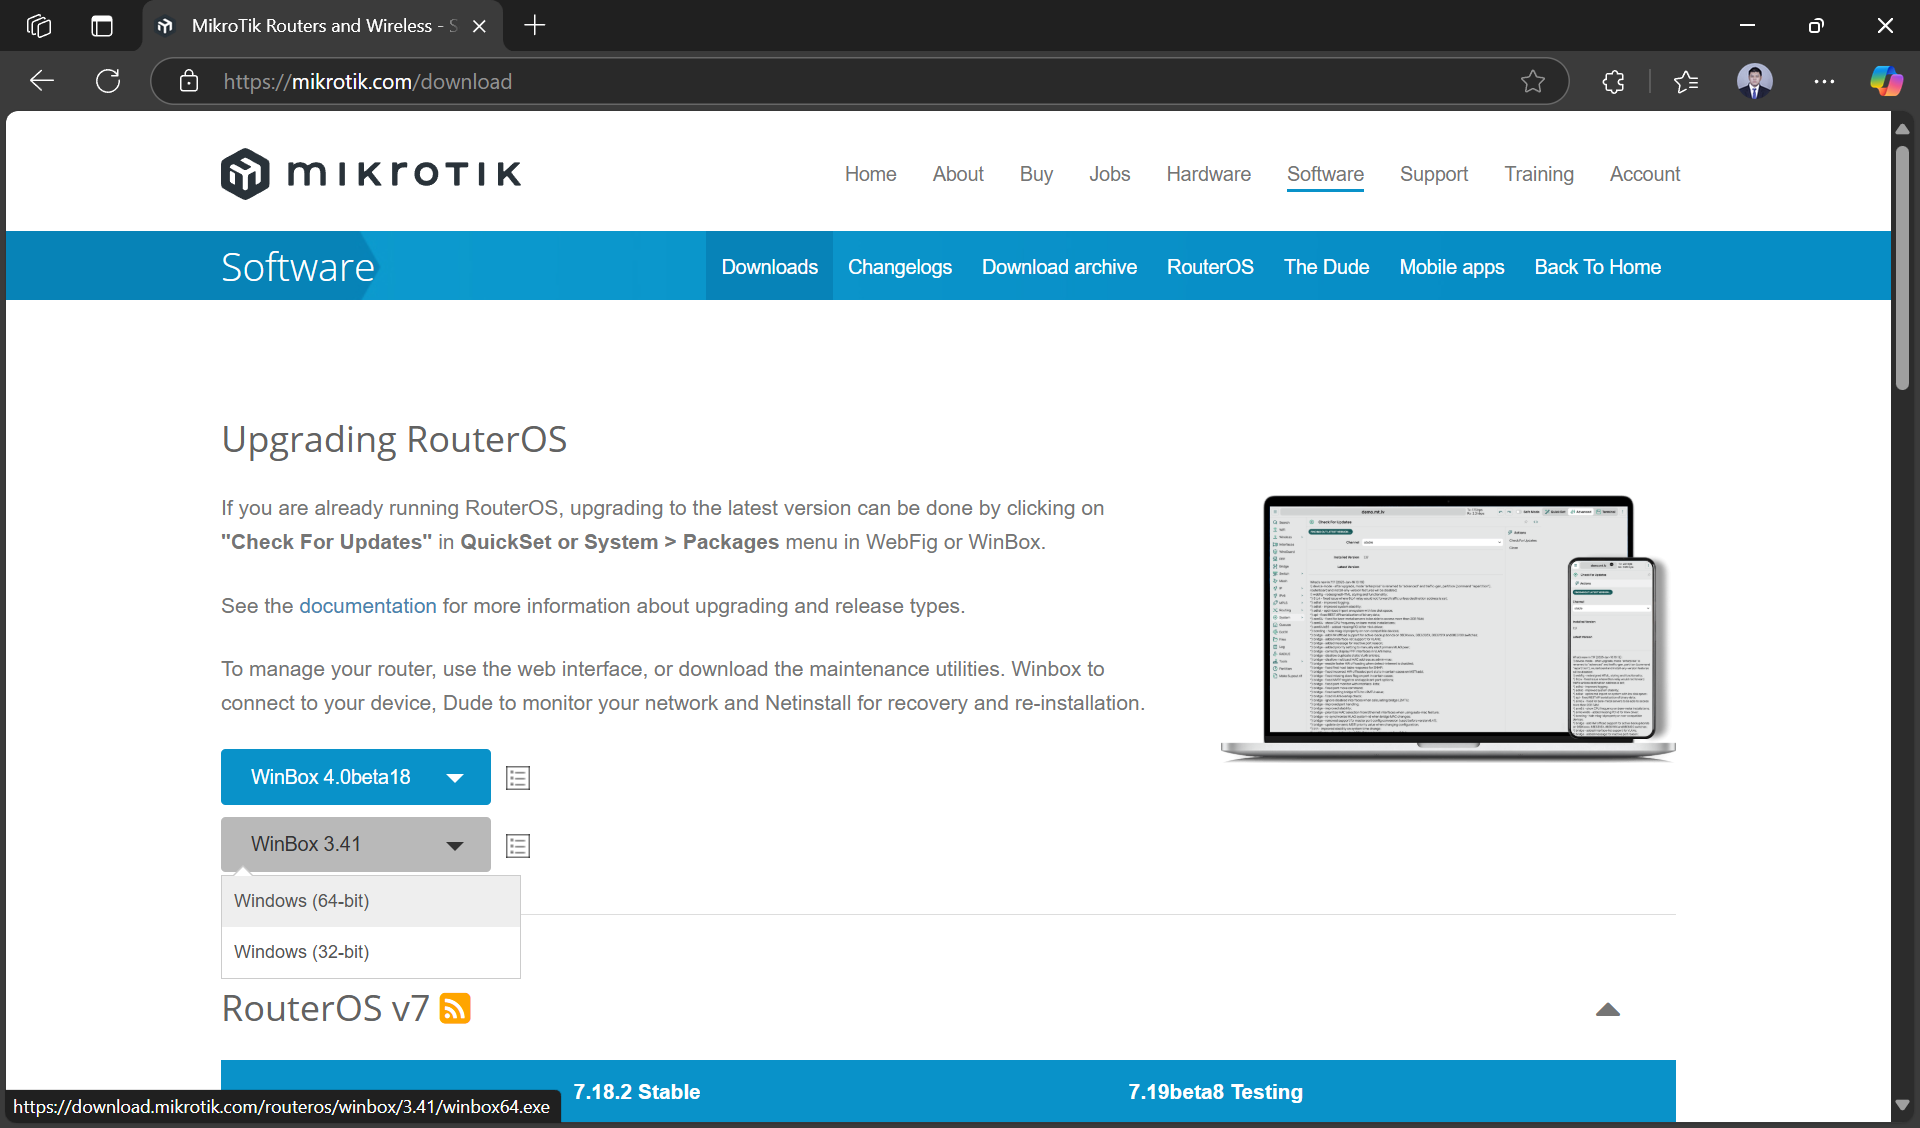 MikroTik Routers and Wireless - S
https://mikrotik.com/download
mikrotik
Home About Buy Jobs Hardware Software Support Training Account
Software
Downloads Changelogs Download archive RouterOS The Dude Mobile apps Back To Home
Upgrading RouterOS
If you are already running RouterOS, upgrading to the latest version can be done by clicking on
"Check For Updates" in QuickSet or System > Packages menu in WebFig or WinBox.
See the documentation for more information about upgrading and release types.
To manage your router, use the web interface, or download the maintenance utilities. Winbox to
connect to your device, Dude to monitor your network and Netinstall for recovery and re-installation.
WinBox 4.0beta18
WinBox 3.41
Windows (64-bit)
Windows (32-bit)
RouterOS v7
7.18.2 Stable 7.19beta8 Testing
https://download.mikrotik.com/routeros/winbox/3.41/winbox64.exe